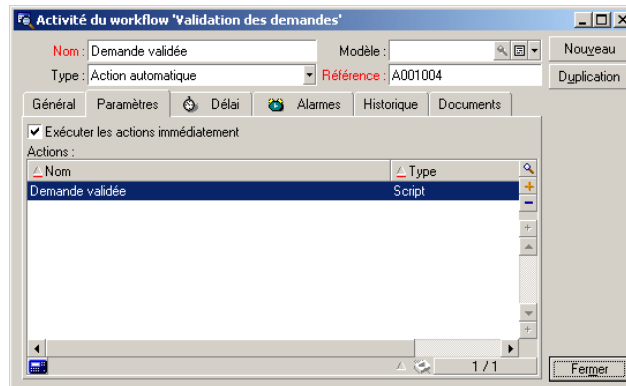 Activité du workflow 'Validation des demandes'
Nom : Demande validée Modèle : Nouveau
Type : Action automatique Référence : A001004 Duplication
Général Paramètres Délai Alarmes Historique Documents
Exécuter les actions immédiatement
Actions :
Nom Type
Demande validée Script
1 / 1 Fermer